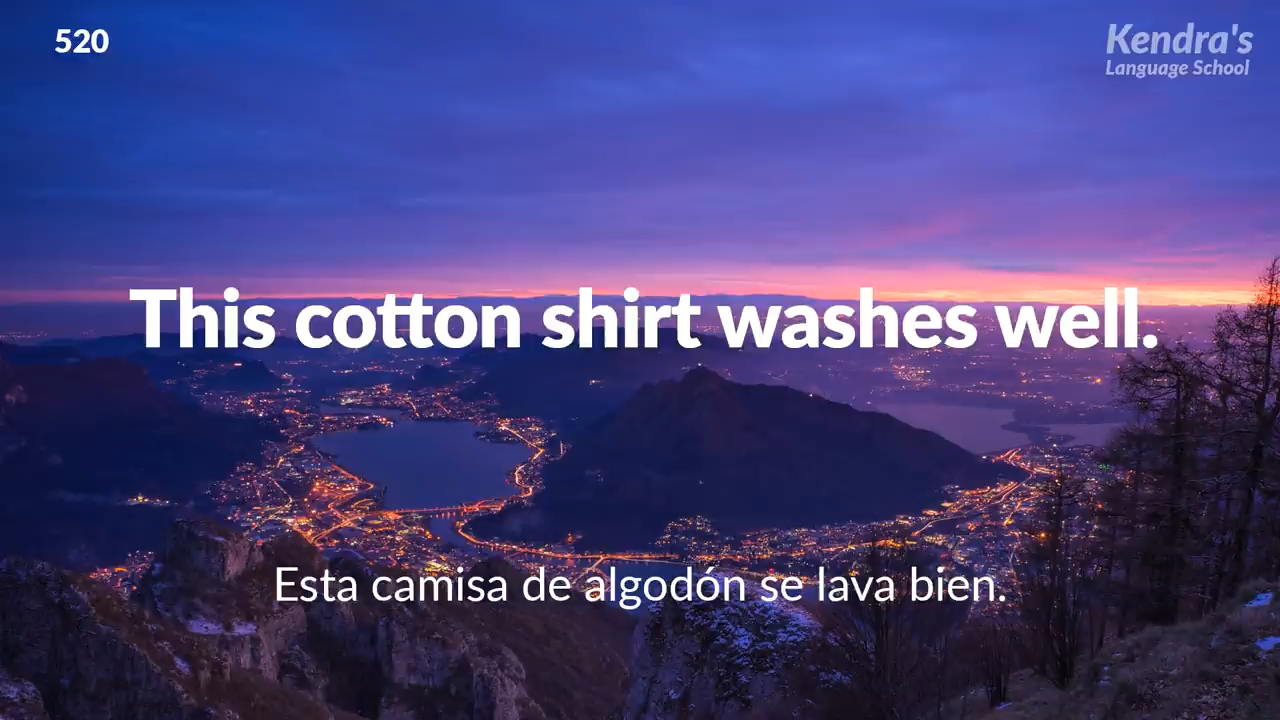 520
Kendra's
Language School
This cotton shirt washes well.
Esta camisa de algodón se lava bien.